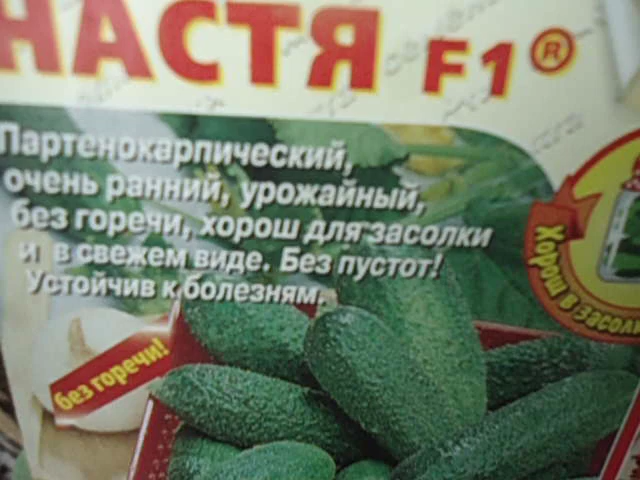 НАСТЯ F1®
Партенокарпический,
очень ранний, урожайный,
без горечи, хорош для засолки
и в свежем виде. Без пустот!
Устойчив к болезням.
Хорош в засолк
без горечи!